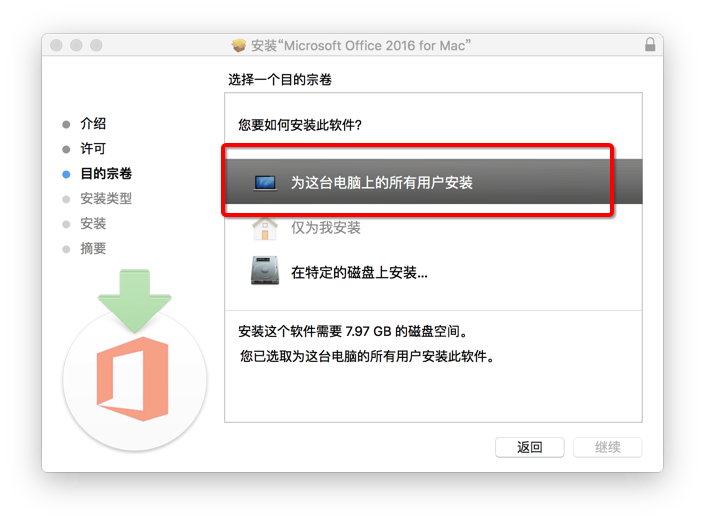 安装“Microsoft Office 2016 for Mac”
选择一个目的宗卷
介绍
许可
目的宗卷
安装类型
安装
摘要
您要如何安装此软件?
为这台电脑上的所有用户安装
仅为我安装
在特定的磁盘上安装...
安装这个软件需要 7.97 GB 的磁盘空间。
您已选取为这台电脑的所有用户安装此软件。
返回
继续